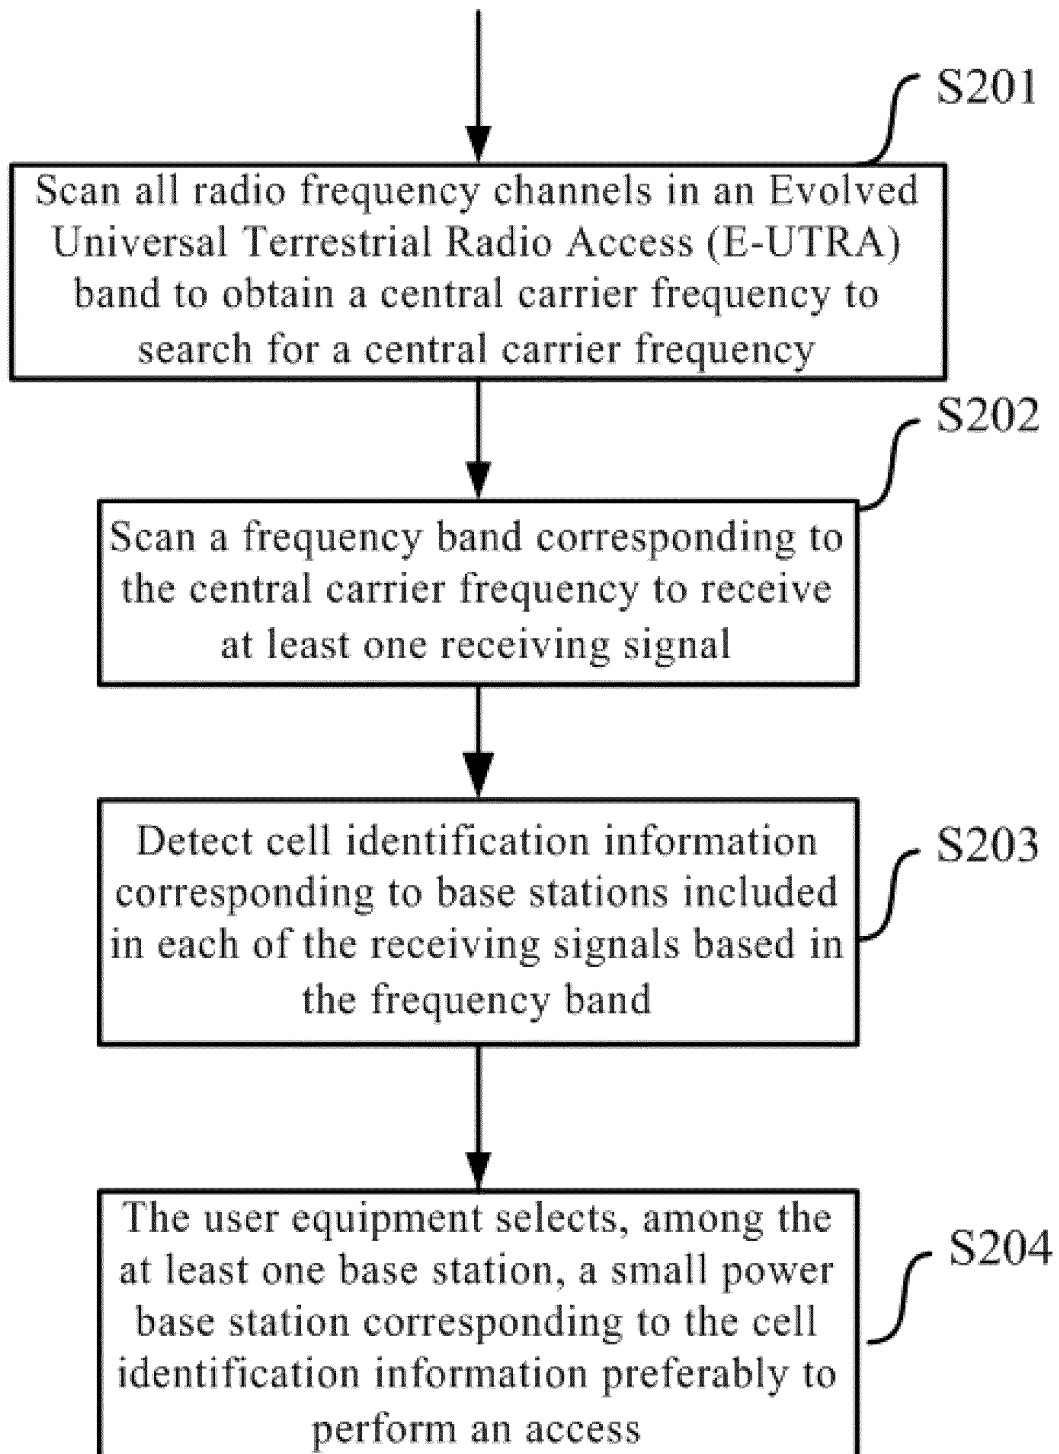 S201
Scan all radio frequency channels in an Evolved
Universal Terrestrial Radio Access (E-UTRA)
band to obtain a central carrier frequency to
search for a central carrier frequency
S202
Scan a frequency band corresponding to
the central carrier frequency to receive
at least one receiving signal
S203
Detect cell identification information
corresponding to base stations included
in each of the receiving signals based in
the frequency band
S204
The user equipment selects, among the
at least one base station, a small power
base station corresponding to the cell
identification information preferably to
perform an access